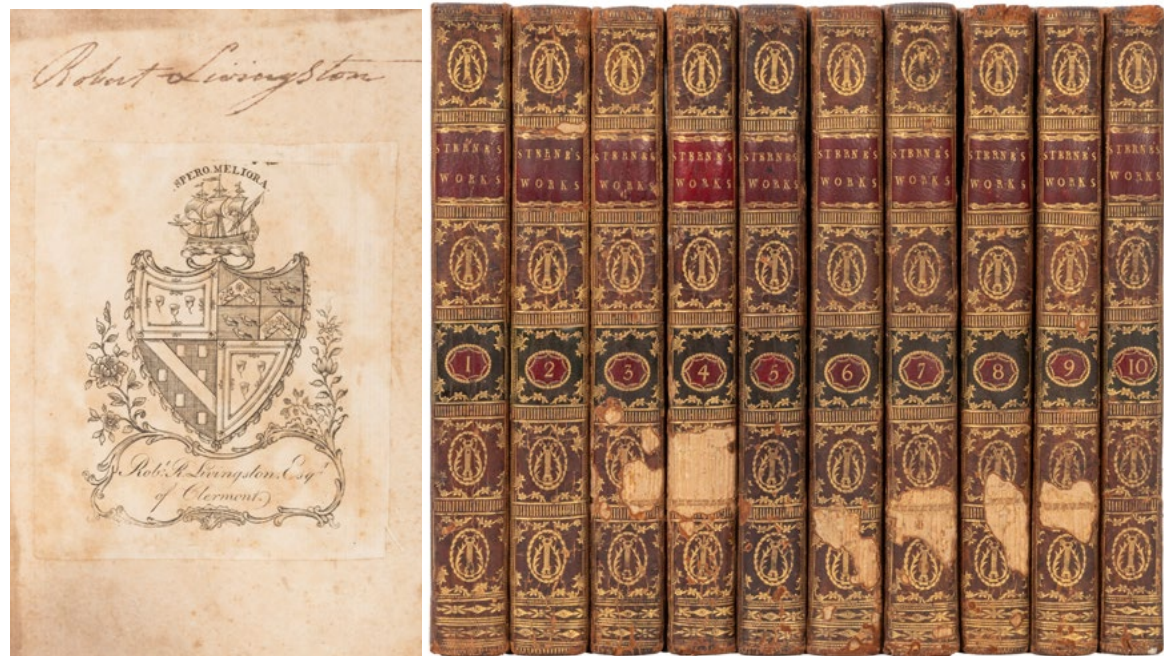 Robert Livingston
SPERO MELIORA.
Robt. R. Livingston, Esqr.
of Clermont.
STERNE'S
WORKS
STERNE'S
WORKS
STERNE'S
WORKS
STERNE'S
WORKS
STERNE'S
WORKS
STERNE'S
WORKS
STERNE'S
WORKS
STERNE'S
WORKS
STERNE'S
WORKS
STERNE'S
WORKS
1
2
3
4
5
6
7
8
9
10